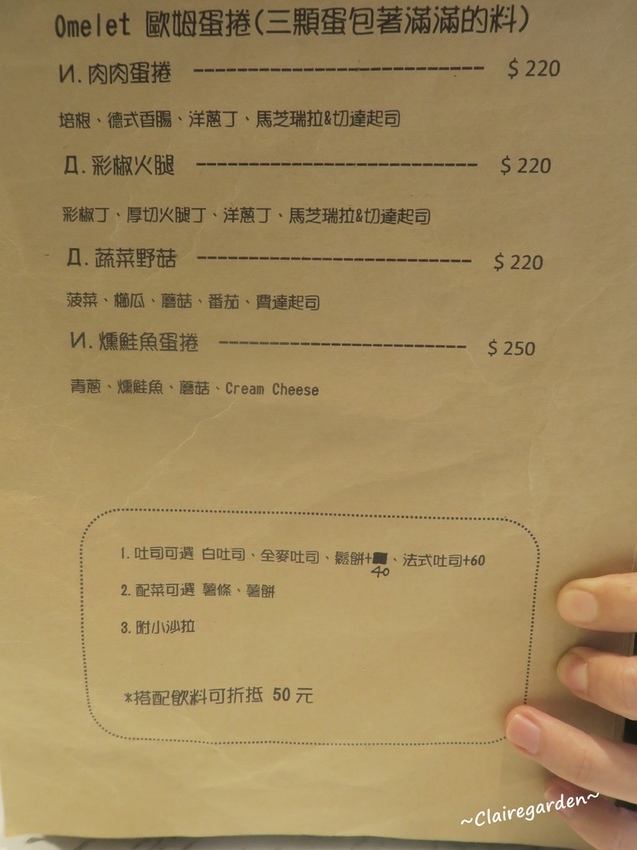 Omelet 歐姆蛋捲(三顆蛋包著滿滿的料)
И. 肉肉蛋捲 ---------------------------- $ 220
培根、德式香腸、洋蔥丁、馬芝瑞拉&切達起司
Д. 彩椒火腿 --------------------------- $ 220
彩椒丁、厚切火腿丁、洋蔥丁、馬芝瑞拉&切達起司
Д. 蔬菜野菇 -------------------------- $ 220
菠菜、櫛瓜、蘑菇、番茄、費達起司
И. 燻鮭魚蛋捲 ----------------------- $ 250
青蔥、燻鮭魚、蘑菇、Cream Cheese
1. 吐司可選 白吐司、全麥吐司、鬆餅+40、法式吐司+60
2. 配菜可選 薯條、薯餅
3. 附小沙拉
*搭配飲料可折抵 50 元
~Clairegarden~